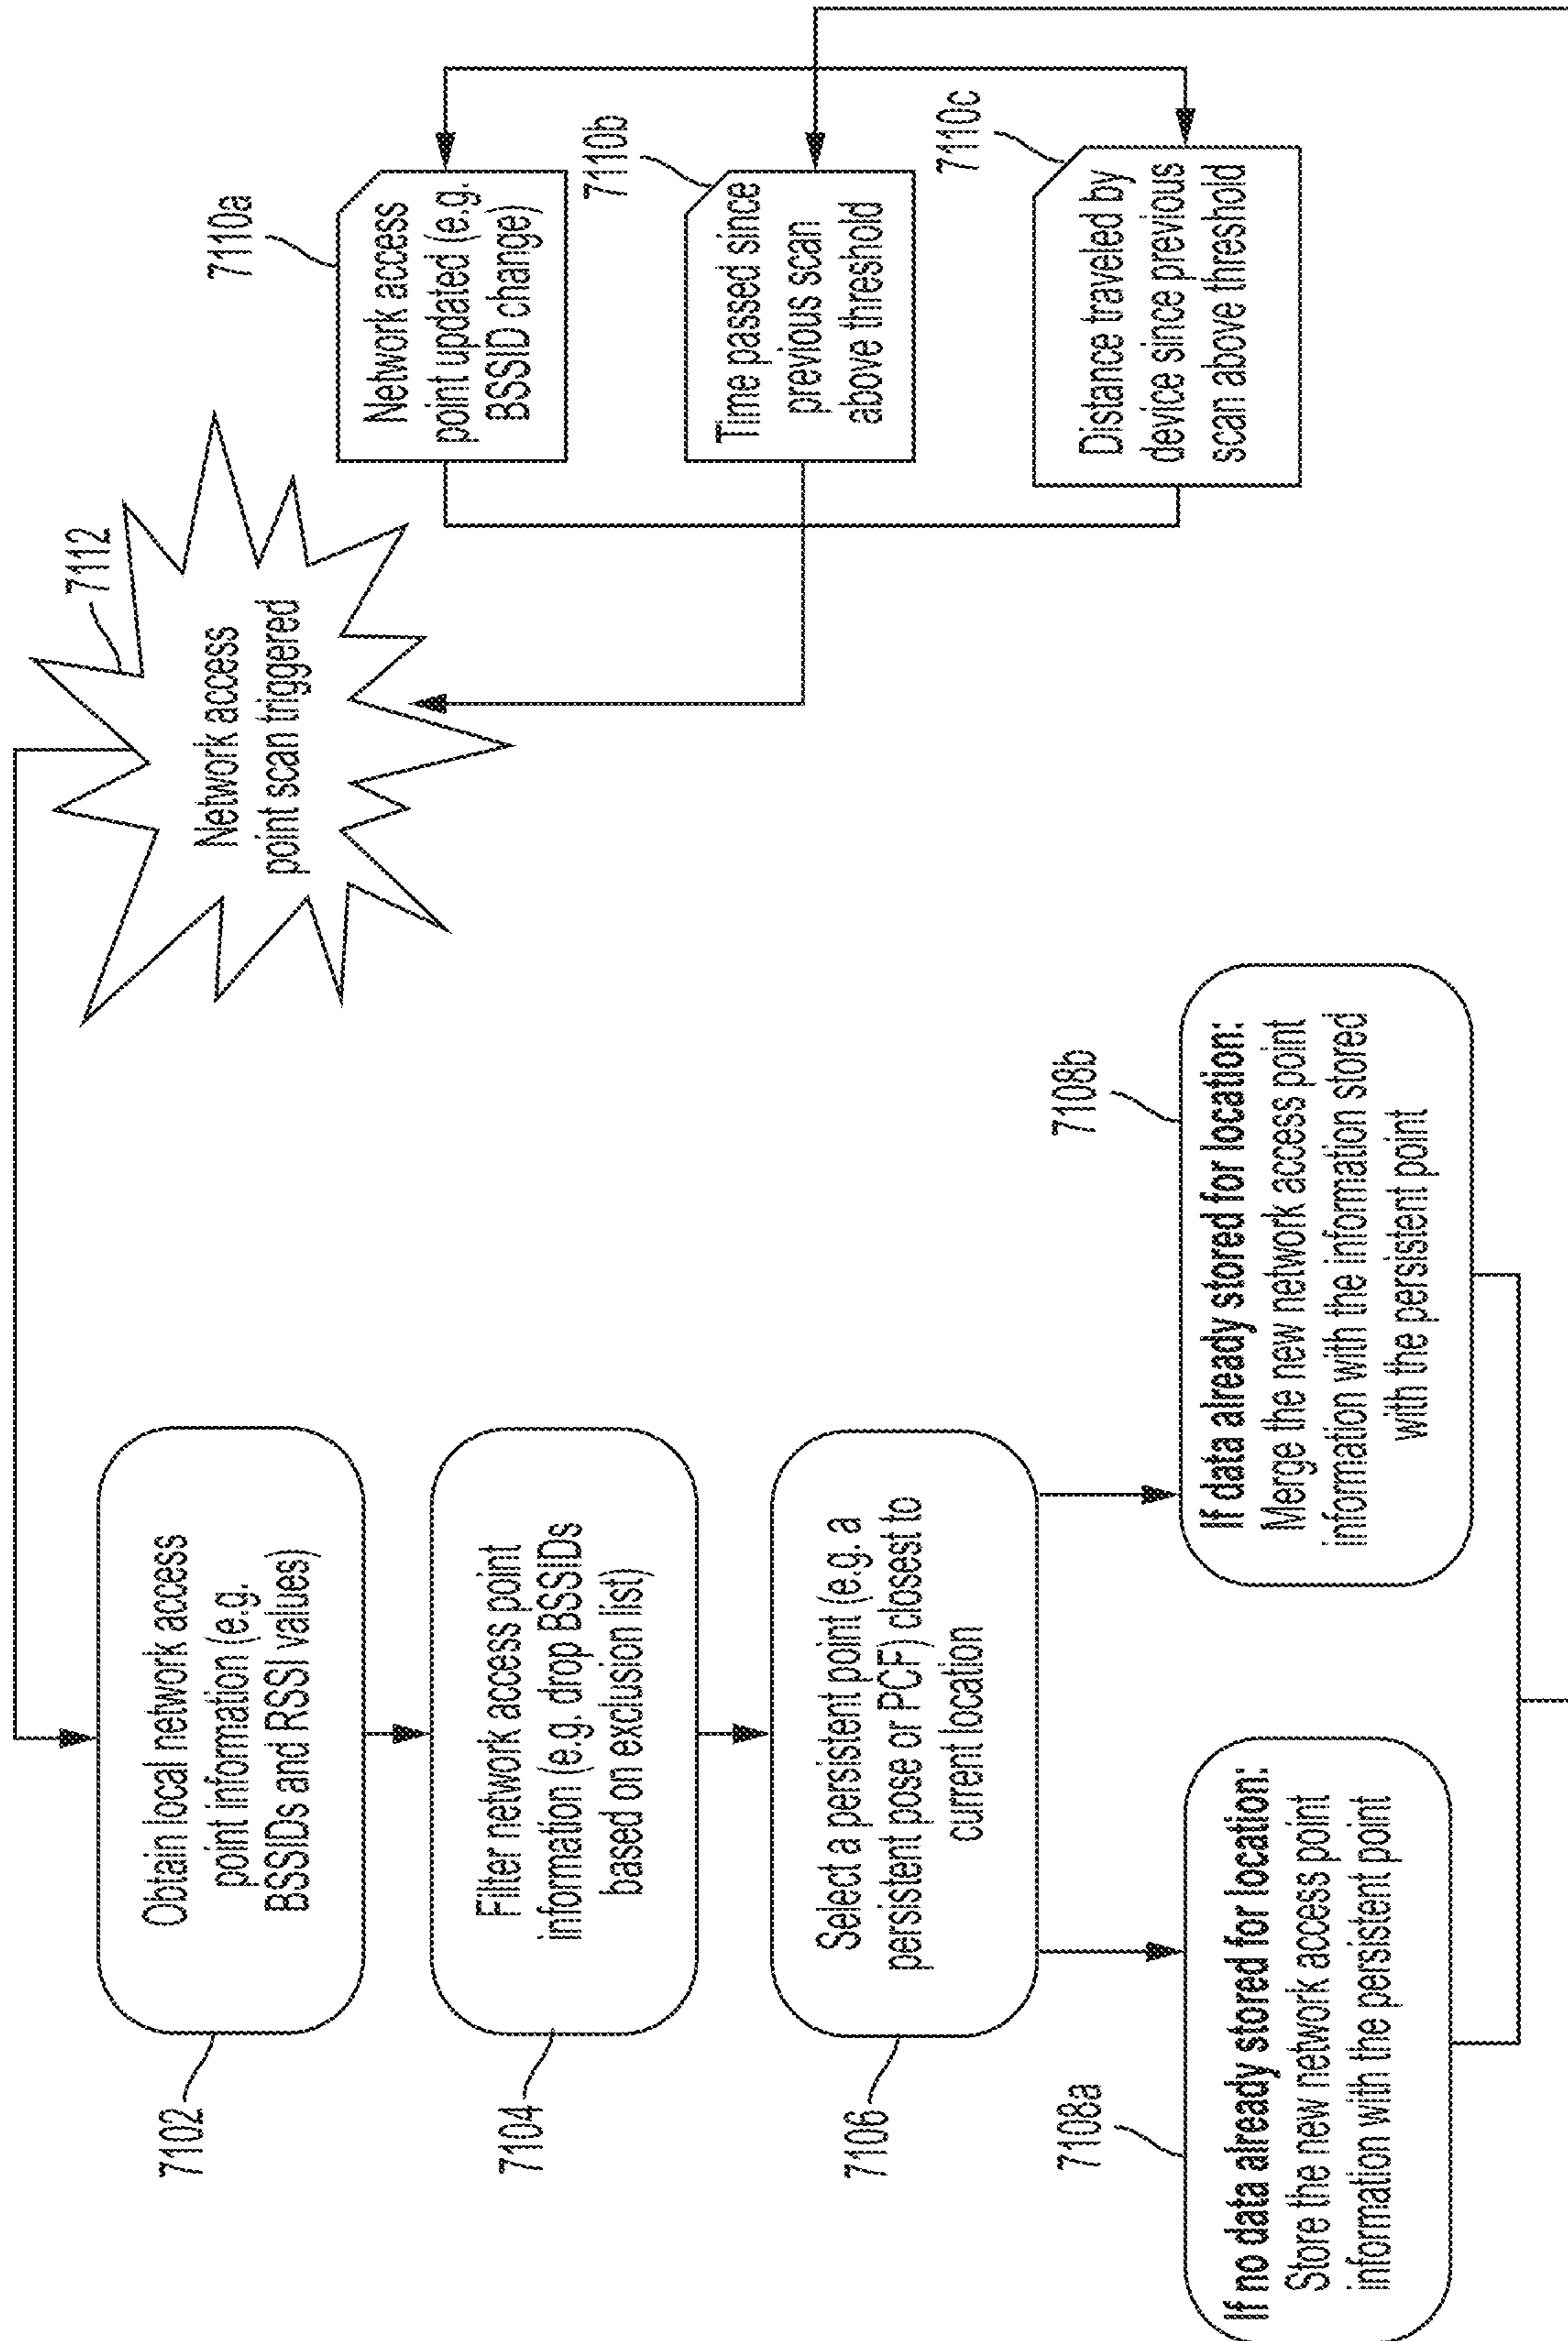 7102
Obtain local network access
point information (e.g.
BSSIDs and RSSI values)
7104
Filter network access point
information (e.g. drop BSSIDs
based on exclusion list)
7106
Select a persistent point (e.g. a
persistent pose or PCF) closest to
current location
7108a
If no data already stored for location:
Store the new network access point
information with the persistent point
7108b
If data already stored for location:
Merge the new network access point
information with the information stored
with the persistent point
7112
Network access
point scan triggered
7110a
Network access
point updated (e.g.
BSSID change)
7110b
Time passed since
previous scan
above threshold
7110c
Distance traveled by
device since previous
scan above threshold